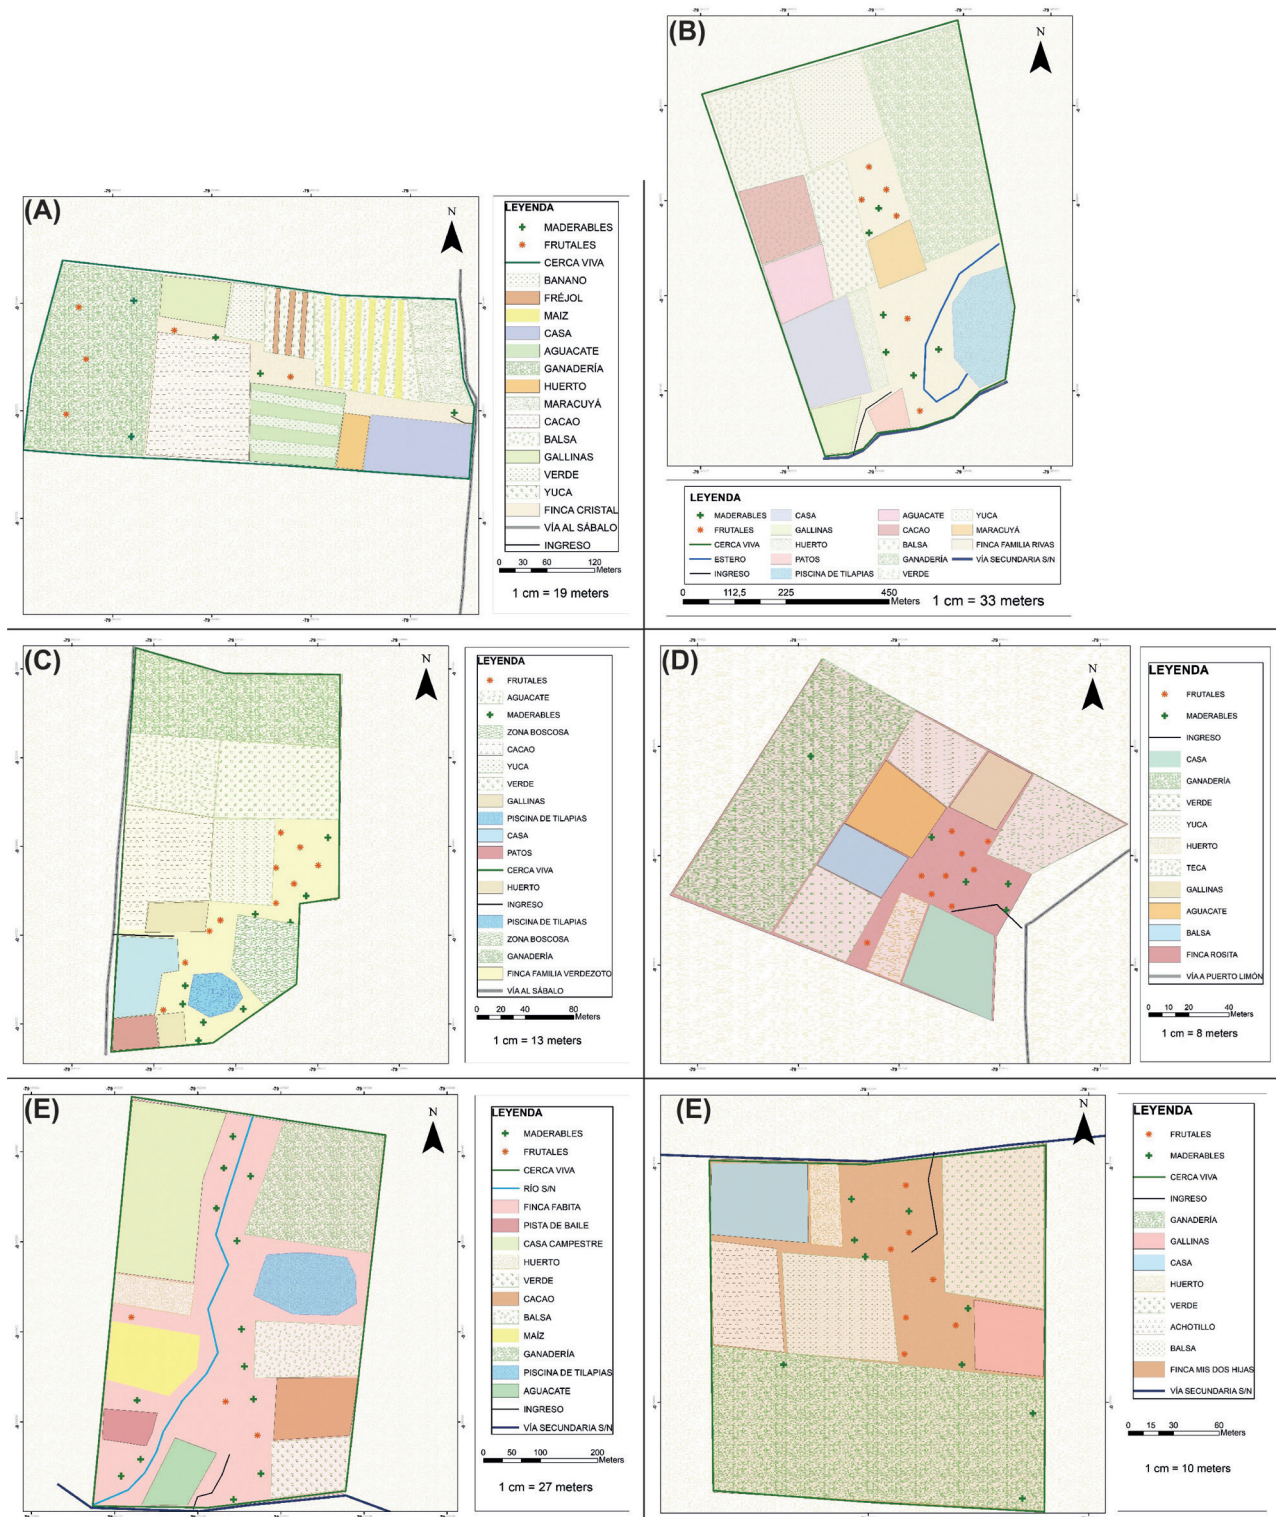 (A)
N
LEYENDA
MADERABLES
FRUTALES
CERCA VIVA
BANANO
FRÉJOL
MAIZ
CASA
AGUACATE
GANADERÍA
HUERTO
MARACUYÁ
CACAO
BALSA
GALLINAS
VERDE
YUCA
FINCA CRISTAL
VÍA AL SÁBALO
INGRESO
0 30 60 120
Meters
1 cm = 19 meters
(B)
N
LEYENDA
MADERABLES CASA AGUACATE YUCA
FRUTALES GALLINAS CACAO MARACUYÁ
CERCA VIVA HUERTO BALSA FINCA FAMILIA RIVAS
ESTERO PATOS GANADERÍA VÍA SECUNDARIA S/N
INGRESO PISCINA DE TILAPIAS VERDE
0 112,5 225 450
Meters
1 cm = 33 meters
(C)
N
LEYENDA
FRUTALES
AGUACATE
MADERABLES
ZONA BOSCOSA
CACAO
YUCA
VERDE
GALLINAS
PISCINA DE TILAPIAS
CASA
PATOS
CERCA VIVA
HUERTO
INGRESO
PISCINA DE TILAPIAS
ZONA BOSCOSA
GANADERÍA
FINCA FAMILIA VERDEZOTO
VÍA AL SÁBALO
0 20 40 80
Meters
1 cm = 13 meters
(D)
N
LEYENDA
FRUTALES
MADERABLES
INGRESO
CASA
GANADERÍA
VERDE
YUCA
HUERTO
TECA
GALLINAS
AGUACATE
BALSA
FINCA ROSITA
VÍA A PUERTO LIMÓN
0 10 20 40
Meters
1 cm = 8 meters
(E)
N
LEYENDA
MADERABLES
FRUTALES
CERCA VIVA
RÍO S/N
FINCA FABITA
PISTA DE BAILE
CASA CAMPESTRE
HUERTO
VERDE
CACAO
BALSA
MAÍZ
GANADERÍA
PISCINA DE TILAPIAS
AGUACATE
INGRESO
VÍA SECUNDARIA S/N
0 50 100 200
Meters
1 cm = 27 meters
(E)
N
LEYENDA
FRUTALES
MADERABLES
CERCA VIVA
INGRESO
GANADERÍA
GALLINAS
CASA
HUERTO
VERDE
ACHOTILLO
BALSA
FINCA MIS DOS HIJAS
VÍA SECUNDARIA S/N
0 15 30 60
Meters
1 cm = 10 meters